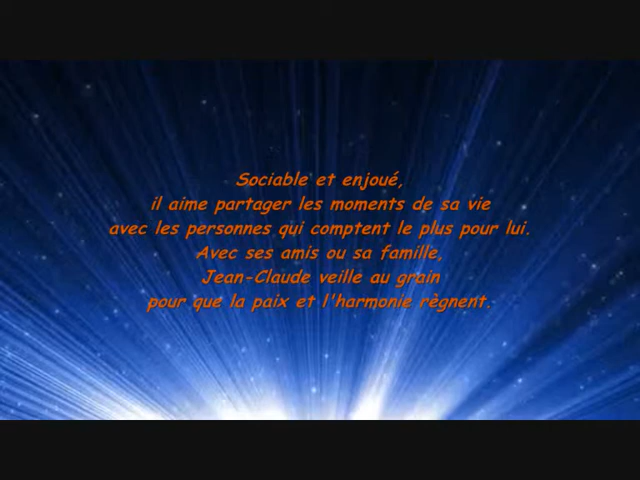 Sociable et enjoué,
il aime partager les moments de sa vie
avec les personnes qui comptent le plus pour lui.
Avec ses amis ou sa famille,
Jean-Claude veille au grain
pour que la paix et l'harmonie règnent.